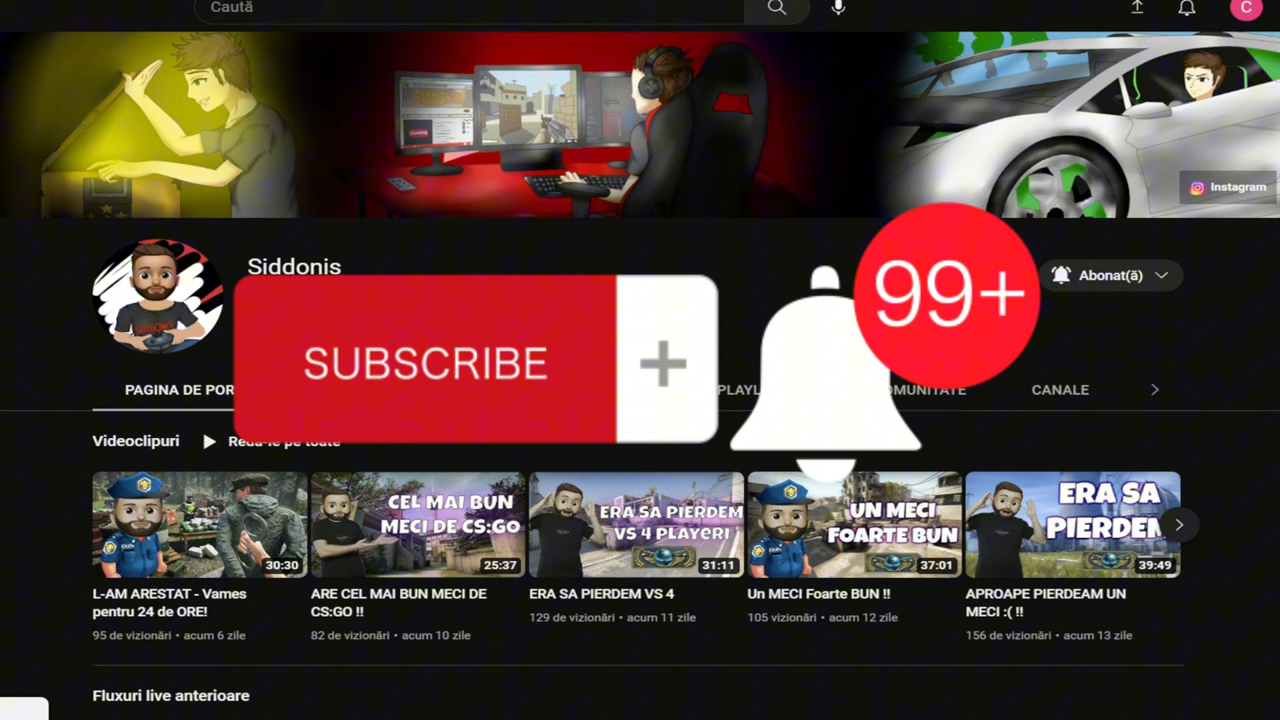 Caută
C
Instagram
Siddonis
99+
Abonat(ă)
SUBSCRIBE
+
PAGINA DE POR
PLAYL
OMUNITATE
CANALE
Videoclipuri
Redă-le pe toate
CEL MAI BUN
MECI DE CS:GO
ERA SA PIERDEM
VS 4 PLAYERI
UN MECI
FOARTE BUN
ERA SA
PIERDEM
30:30
25:37
31:11
37:01
39:49
L-AM ARESTAT - Vames
pentru 24 de ORE!
95 de vizionări • acum 6 zile
ARE CEL MAI BUN MECI DE
CS:GO !!
82 de vizionări • acum 10 zile
ERA SA PIERDEM VS 4
129 de vizionări • acum 11 zile
Un MECI Foarte BUN !!
105 vizionări • acum 12 zile
APROAPE PIERDEAM UN
MECI :( !!
156 de vizionări • acum 13 zile
Fluxuri live anterioare